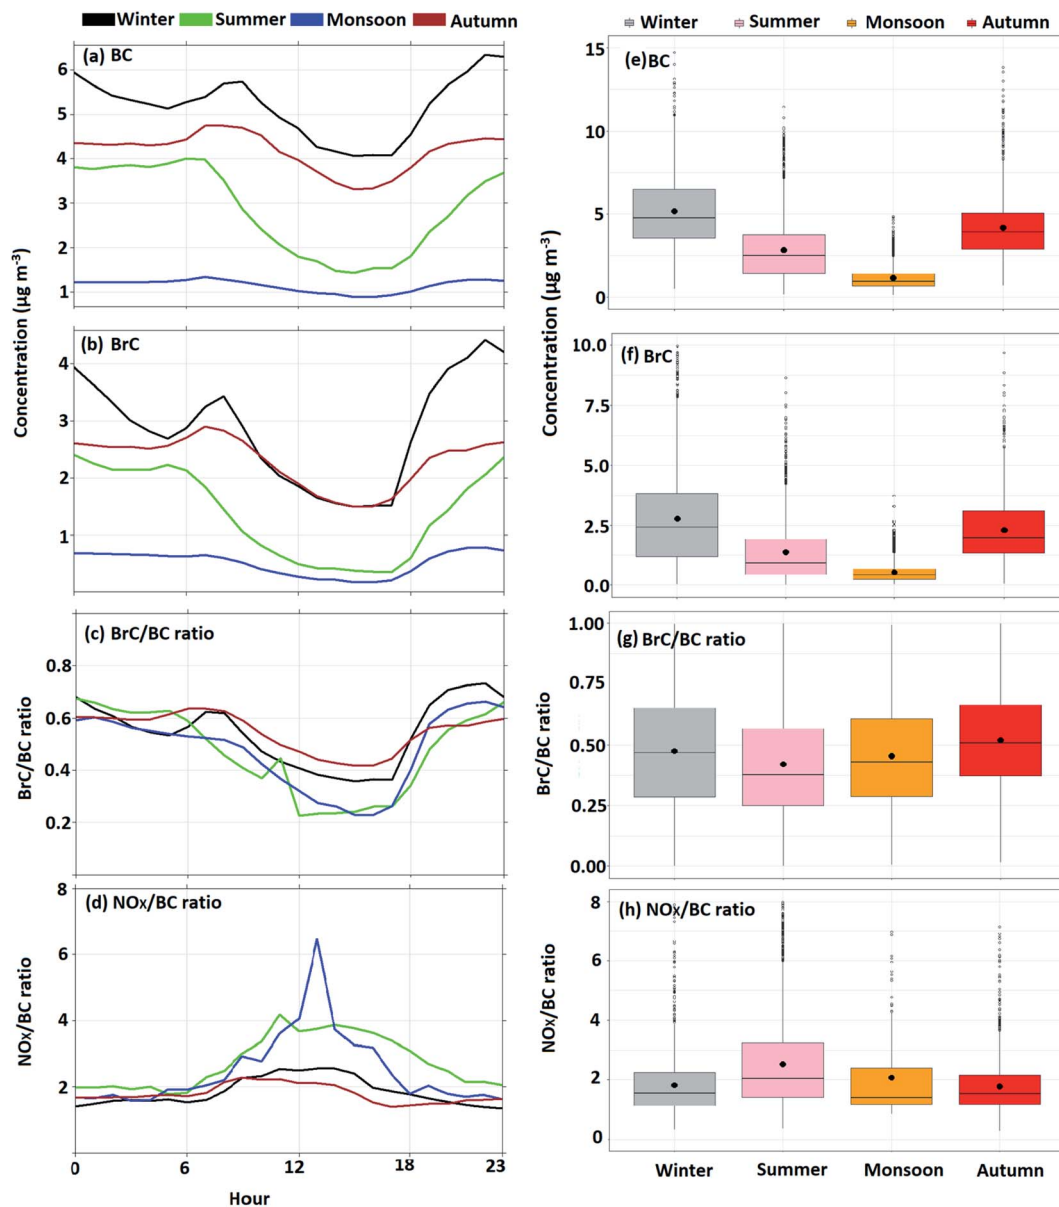 Winter Summer Monsoon Autumn
(a) BC
6
5
4
3
2
1
(b) BrC
4
3
2
1
Concentration (µg m⁻³)
(c) BrC/BC ratio
0.8
0.6
0.4
0.2
BrC/BC ratio
(d) NOx/BC ratio
8
6
4
2
NOx/BC ratio
0 6 12 18 23
Hour
Winter Summer Monsoon Autumn
(e) BC
15
10
5
0
(f) BrC
10.0
7.5
5.0
2.5
0.0
Concentration (µg m⁻³)
(g) BrC/BC ratio
1.00
0.75
0.50
0.25
0.00
BrC/BC ratio
(h) NOx/BC ratio
8
6
4
2
0
NOx/BC ratio
Winter Summer Monsoon Autumn